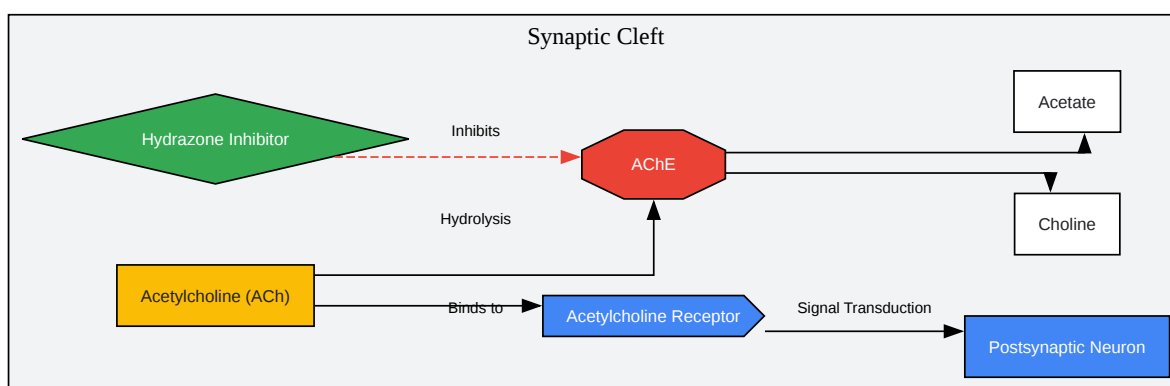 Synaptic Cleft
Acetate
Hydrazone Inhibitor
Inhibits
AChE
Hydrolysis
Choline
Acetylcholine (ACh)
Binds to
Acetylcholine Receptor
Signal Transduction
Postsynaptic Neuron